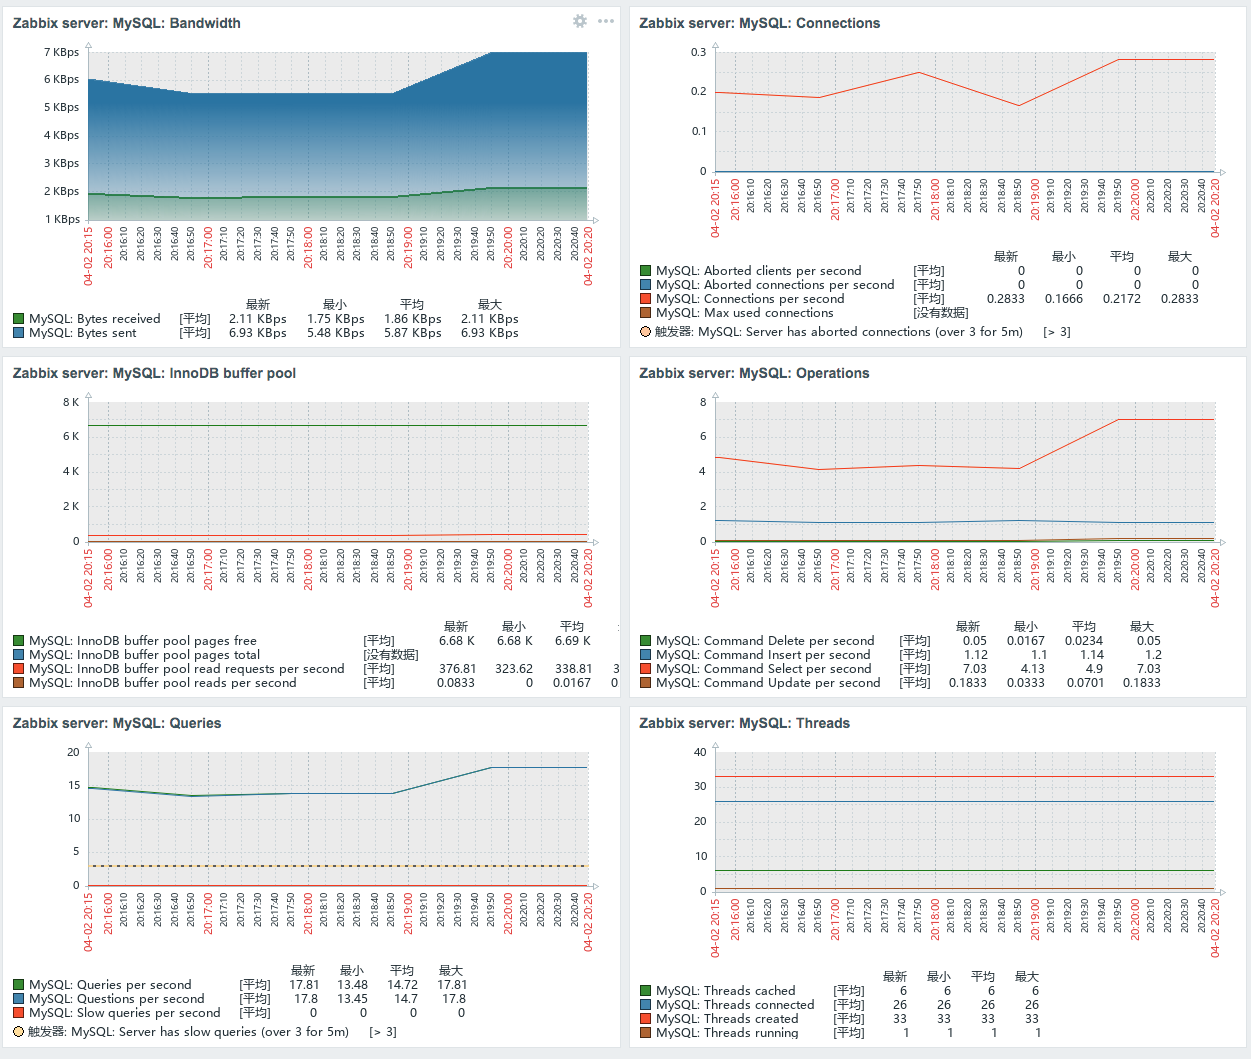 Zabbix server: MySQL: Bandwidth
7 KBps
6 KBps
5 KBps
4 KBps
3 KBps
2 KBps
1 KBps
04-02 20:15 20:16:00 20:16:10 20:16:20 20:16:30 20:16:40 20:16:50 20:17:00 20:17:10 20:17:20 20:17:30 20:17:40 20:17:50 20:18:00 20:18:10 20:18:20 20:18:30 20:18:40 20:18:50 20:19:00 20:19:10 20:19:20 20:19:30 20:19:40 20:19:50 20:20:00 20:20:10 20:20:20 20:20:30 20:20:40 04-02 20:20
最新 最小 平均 最大
MySQL: Bytes received [平均] 2.11 KBps 1.75 KBps 1.86 KBps 2.11 KBps
MySQL: Bytes sent [平均] 6.93 KBps 5.48 KBps 5.87 KBps 6.93 KBps
Zabbix server: MySQL: Connections
0.3
0.2
0.1
0
04-02 20:15 20:16:00 20:16:10 20:16:20 20:16:30 20:16:40 20:16:50 20:17:00 20:17:10 20:17:20 20:17:30 20:17:40 20:17:50 20:18:00 20:18:10 20:18:20 20:18:30 20:18:40 20:18:50 20:19:00 20:19:10 20:19:20 20:19:30 20:19:40 20:19:50 20:20:00 20:20:10 20:20:20 20:20:30 20:20:40 04-02 20:20
最新 最小 平均 最大
MySQL: Aborted clients per second [平均] 0 0 0 0
MySQL: Aborted connections per second [平均] 0 0 0 0
MySQL: Connections per second [平均] 0.2833 0.1666 0.2172 0.2833
MySQL: Max used connections [没有数据]
触发器: MySQL: Server has aborted connections (over 3 for 5m) [> 3]
Zabbix server: MySQL: InnoDB buffer pool
8 K
6 K
4 K
2 K
0
04-02 20:15 20:16:00 20:16:10 20:16:20 20:16:30 20:16:40 20:16:50 20:17:00 20:17:10 20:17:20 20:17:30 20:17:40 20:17:50 20:18:00 20:18:10 20:18:20 20:18:30 20:18:40 20:18:50 20:19:00 20:19:10 20:19:20 20:19:30 20:19:40 20:19:50 20:20:00 20:20:10 20:20:20 20:20:30 20:20:40 04-02 20:20
最新 最小 平均
MySQL: InnoDB buffer pool pages free [平均] 6.68 K 6.68 K 6.69 K
MySQL: InnoDB buffer pool pages total [没有数据]
MySQL: InnoDB buffer pool read requests per second [平均] 376.81 323.62 338.81 3
MySQL: InnoDB buffer pool reads per second [平均] 0.0833 0 0.0167 0
Zabbix server: MySQL: Operations
8
6
4
2
0
04-02 20:15 20:16:00 20:16:10 20:16:20 20:16:30 20:16:40 20:16:50 20:17:00 20:17:10 20:17:20 20:17:30 20:17:40 20:17:50 20:18:00 20:18:10 20:18:20 20:18:30 20:18:40 20:18:50 20:19:00 20:19:10 20:19:20 20:19:30 20:19:40 20:19:50 20:20:00 20:20:10 20:20:20 20:20:30 20:20:40 04-02 20:20
最新 最小 平均 最大
MySQL: Command Delete per second [平均] 0.05 0.0167 0.0234 0.05
MySQL: Command Insert per second [平均] 1.12 1.1 1.14 1.2
MySQL: Command Select per second [平均] 7.03 4.13 4.9 7.03
MySQL: Command Update per second [平均] 0.1833 0.0333 0.0701 0.1833
Zabbix server: MySQL: Queries
20
15
10
5
0
04-02 20:15 20:16:00 20:16:10 20:16:20 20:16:30 20:16:40 20:16:50 20:17:00 20:17:10 20:17:20 20:17:30 20:17:40 20:17:50 20:18:00 20:18:10 20:18:20 20:18:30 20:18:40 20:18:50 20:19:00 20:19:10 20:19:20 20:19:30 20:19:40 20:19:50 20:20:00 20:20:10 20:20:20 20:20:30 20:20:40 04-02 20:20
最新 最小 平均 最大
MySQL: Queries per second [平均] 17.81 13.48 14.72 17.81
MySQL: Questions per second [平均] 17.8 13.45 14.7 17.8
MySQL: Slow queries per second [平均] 0 0 0 0
触发器: MySQL: Server has slow queries (over 3 for 5m) [> 3]
Zabbix server: MySQL: Threads
40
30
20
10
0
04-02 20:15 20:16:00 20:16:10 20:16:20 20:16:30 20:16:40 20:16:50 20:17:00 20:17:10 20:17:20 20:17:30 20:17:40 20:17:50 20:18:00 20:18:10 20:18:20 20:18:30 20:18:40 20:18:50 20:19:00 20:19:10 20:19:20 20:19:30 20:19:40 20:19:50 20:20:00 20:20:10 20:20:20 20:20:30 20:20:40 04-02 20:20
最新 最小 平均 最大
MySQL: Threads cached [平均] 6 6 6 6
MySQL: Threads connected [平均] 26 26 26 26
MySQL: Threads created [平均] 33 33 33 33
MySQL: Threads running [平均] 1 1 1 1